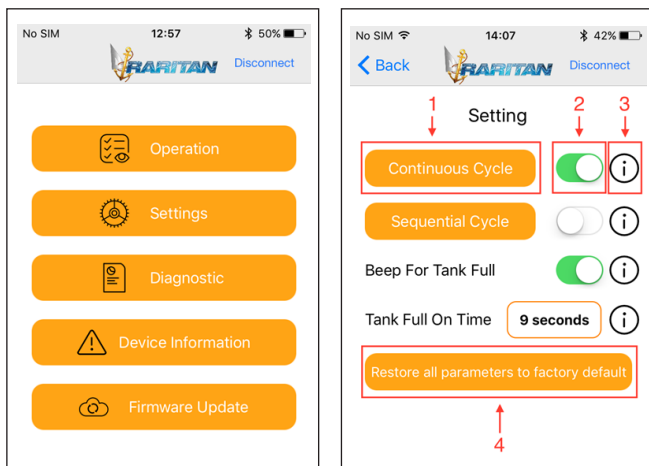 No SIM 12:57 50%
RARITAN Disconnect
Operation
Settings
Diagnostic
Device Information
Firmware Update
No SIM 14:07 42%
Back RARITAN Disconnect
1 Setting 2 3
Continuous Cycle i
Sequential Cycle i
Beep For Tank Full i
Tank Full On Time 9 seconds i
Restore all parameters to factory default
4